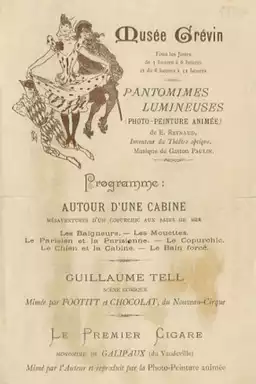 Musée Grévin
Tous les Jours
de 3 heures à 6 heures
et de 8 heures à 11 heures
PANTOMIMES
LUMINEUSES
PHOTO-PEINTURE ANIMÉE
de E. REYNAUD,
Inventeur du Théâtre optique.
Musique de GASTON PAULIN.
Programme :
AUTOUR D'UNE CABINE
MÉSAVENTURES D'UN COPURCHIC AUX BAINS DE MER
Les Baigneurs. — Les Mouettes.
Le Parisien et la Parisienne. — Le Copurchic.
Le Chien et la Cabine. — Le Bain forcé.
GUILLAUME TELL
SCÈNE COMIQUE
Mimée par FOOTITT et CHOCOLAT, du Nouveau-Cirque
LE PREMIER CIGARE
MONOMIME DE GALIPAUX (du Vaudeville)
Mimé par l'Auteur et reproduit par la Photo-Peinture animée